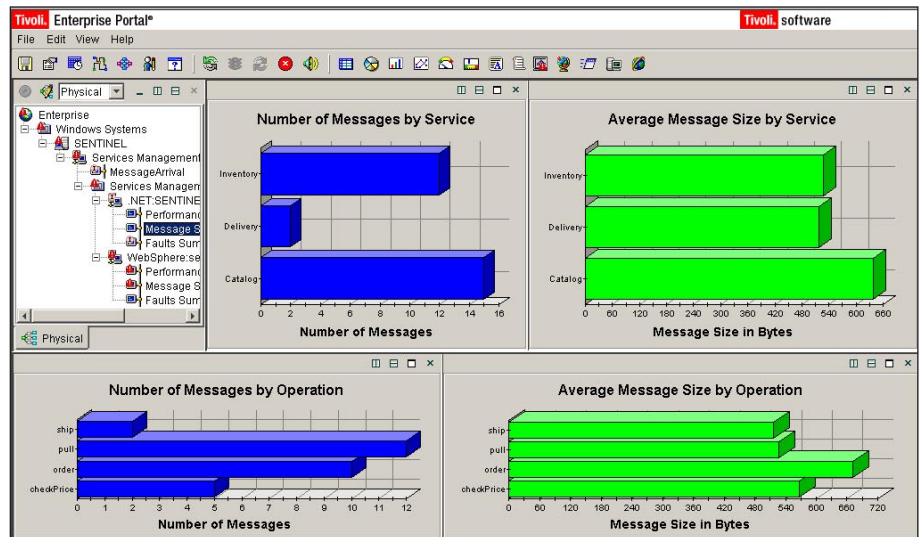 Tivoli. Enterprise Portal®
Tivoli. software
File Edit View Help
Physical
Enterprise
Windows Systems
SENTINEL
Services Management
MessageArrival
Services Managem
.NET:SENTINE
Performanc
Message S
Faults Sum
WebSphere:se
Performanc
Message S
Faults Sum
Physical
Number of Messages by Service
Inventory
Delivery
Catalog
0 2 4 6 8 10 12 14 16
Number of Messages
Average Message Size by Service
Inventory
Delivery
Catalog
0 60 120 180 240 300 360 420 480 540 600 660
Message Size in Bytes
Number of Messages by Operation
ship
pull
order
checkPrice
0 1 2 3 4 5 6 7 8 9 10 11 12
Number of Messages
Average Message Size by Operation
ship
pull
order
checkPrice
0 60 120 180 240 300 360 420 480 540 600 660 720
Message Size in Bytes